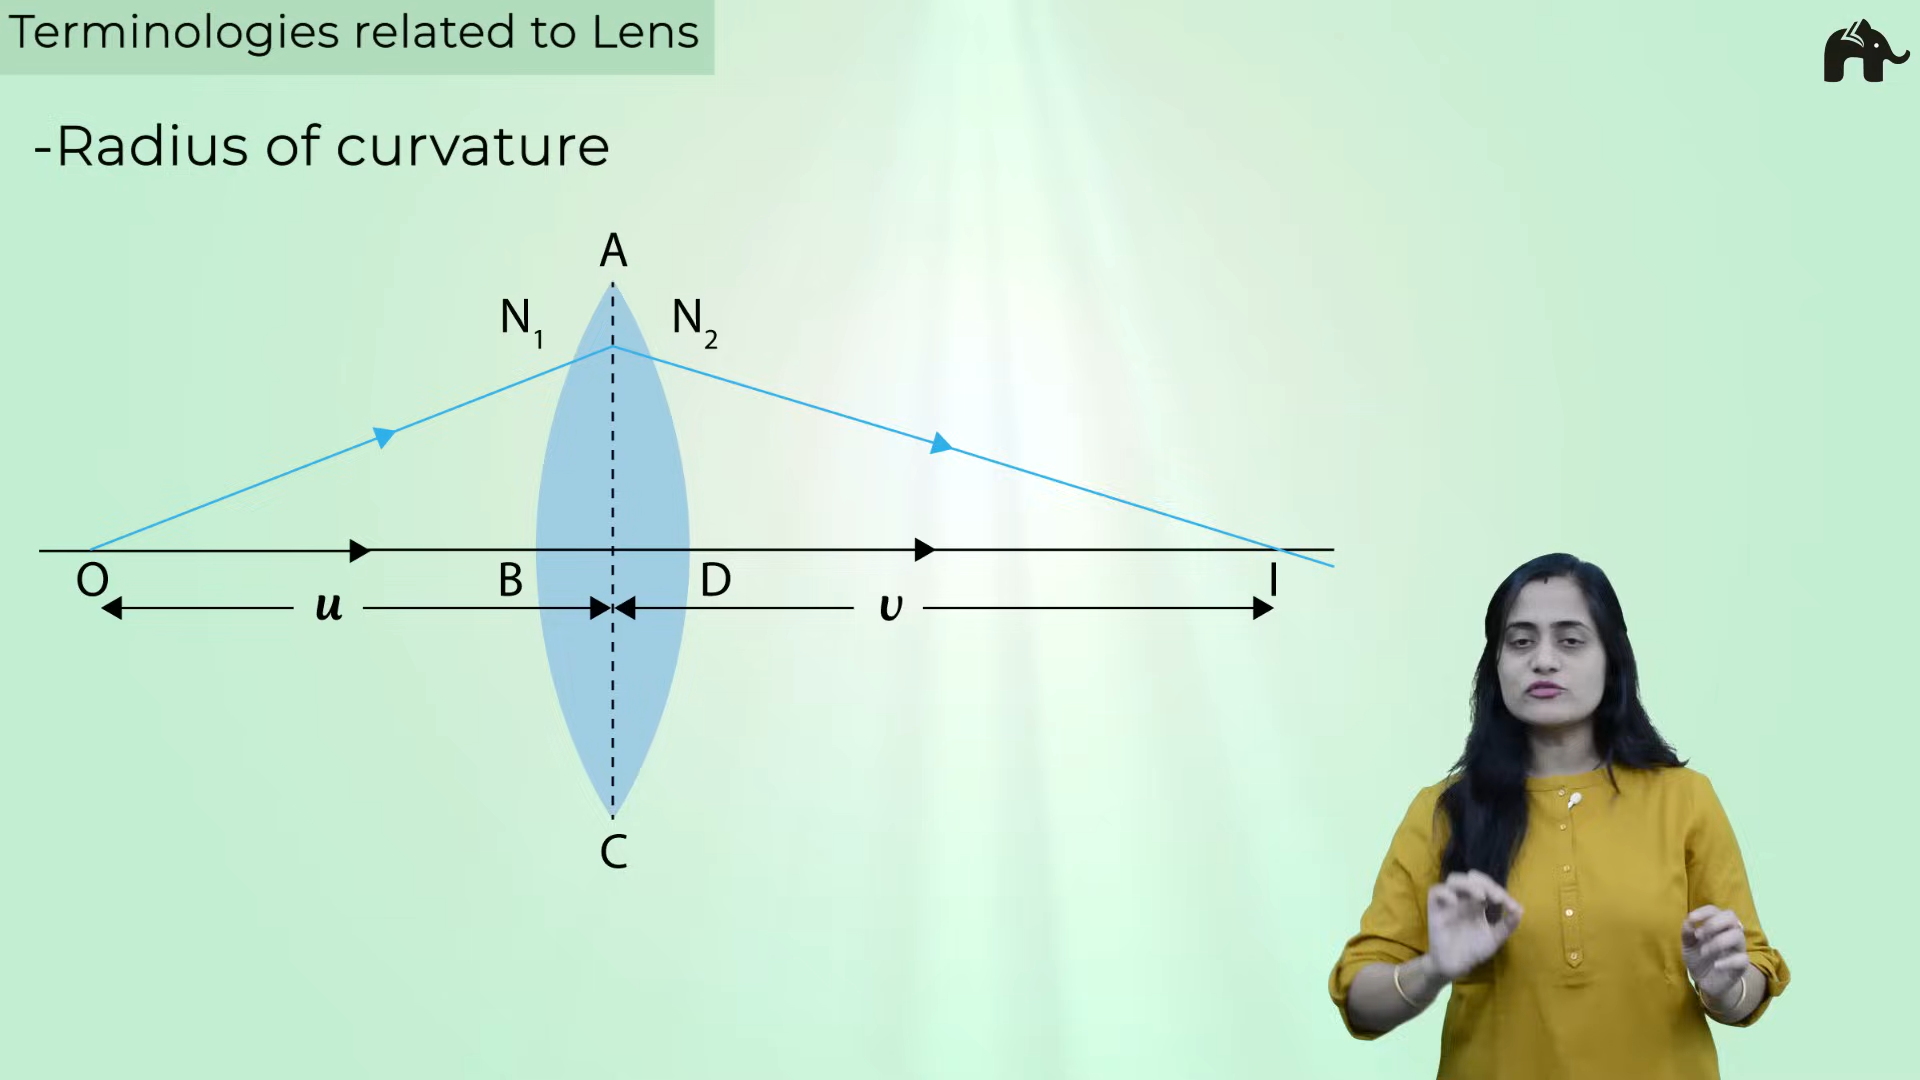 Terminologies related to Lens
-Radius of curvature
A
N₁ N₂
O B D I
u υ
C